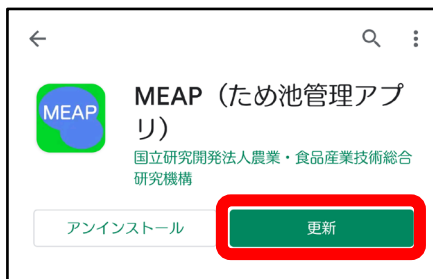 MEAP
MEAP（ため池管理アプ
リ）
国立研究開発法人農業・食品産業技術総合
研究機構
アンインストール
更新